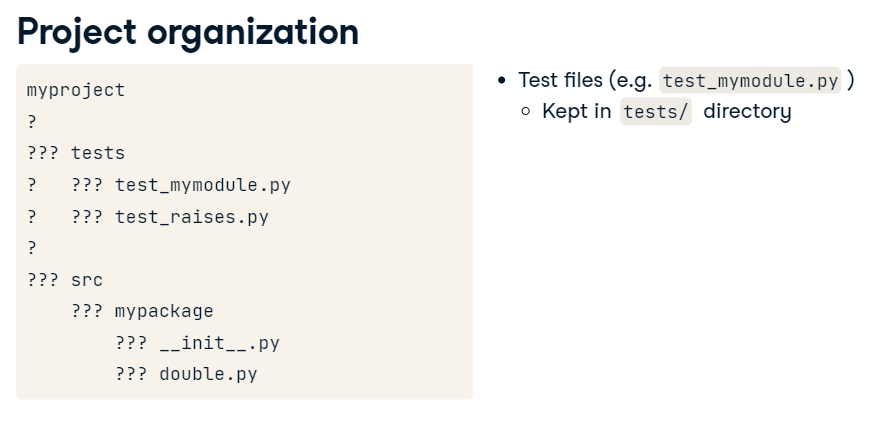 Project organization
myproject
?
??? tests
?   ??? test_mymodule.py
?   ??? test_raises.py
?
??? src
    ??? mypackage
        ??? __init__.py
        ??? double.py
• Test files (e.g. test_mymodule.py )
○ Kept in tests/ directory